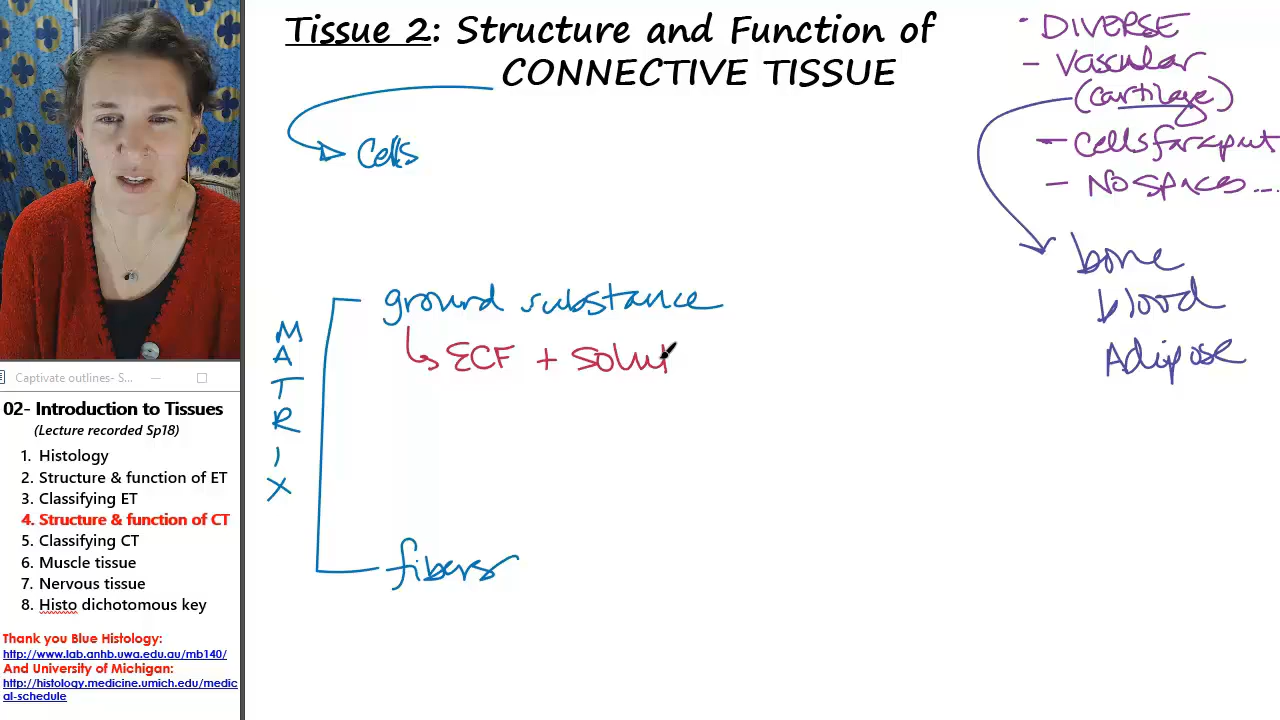 Tissue 2: Structure and Function of
CONNECTIVE TISSUE
Cells
MATRIX
ground substance
ECF + Solut
fibers
- DIVERSE
- Vascular
(cartilage)
- Cells far apart
- No spaces...
bone
blood
Adipose
Captivate outlines- S...
02- Introduction to Tissues
(Lecture recorded Sp18)
1. Histology
2. Structure & function of ET
3. Classifying ET
4. Structure & function of CT
5. Classifying CT
6. Muscle tissue
7. Nervous tissue
8. Histo dichotomous key
Thank you Blue Histology:
http://www.lab.anhb.uwa.edu.au/mb140/
And University of Michigan:
http://histology.medicine.umich.edu/medic
al-schedule